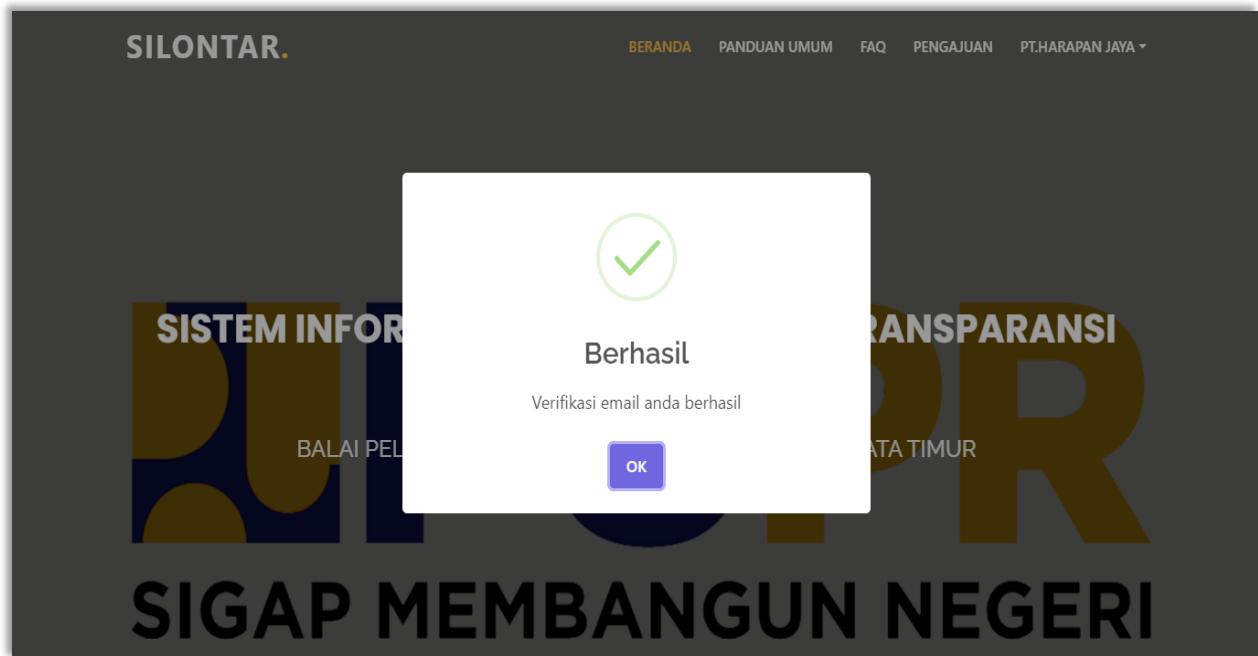 SILONTAR.
BERANDA PANDUAN UMUM FAQ PENGAJUAN PT.HARAPAN JAYA
SISTEM INFOR RANSPARANSI
Berhasil
Verifikasi email anda berhasil
BALAI PEL ATA TIMUR
OK
PR
SIGAP MEMBANGUN NEGERI